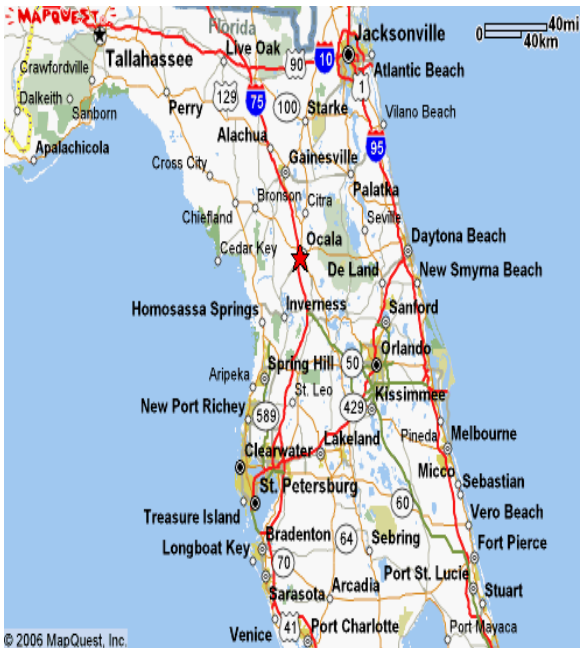 MAPQUEST
Florida
Jacksonville
40mi
0
40km
Tallahassee
Live Oak
90
10
Atlantic Beach
Crawfordville
129
75
1
Dalkeith
Sanborn
Perry
100
Starke
Vilano Beach
Alachua
95
Apalachicola
Cross City
Gainesville
Palatka
Bronson
Citra
Chiefland
Seville
Ocala
Daytona Beach
Cedar Key
De Land
New Smyrna Beach
Homosassa Springs
Inverness
Sanford
Orlando
Spring Hill
50
Aripeka
St. Leo
Kissimmee
New Port Richey
589
429
Pineda
Melbourne
Clearwater
Lakeland
Micco
Sebastian
St. Petersburg
60
Treasure Island
Vero Beach
Bradenton
64
Sebring
Longboat Key
70
Fort Pierce
Port St. Lucie
Sarasota
Arcadia
Stuart
Venice
41
Port Charlotte
Port Mayaca
© 2006 MapQuest, Inc.